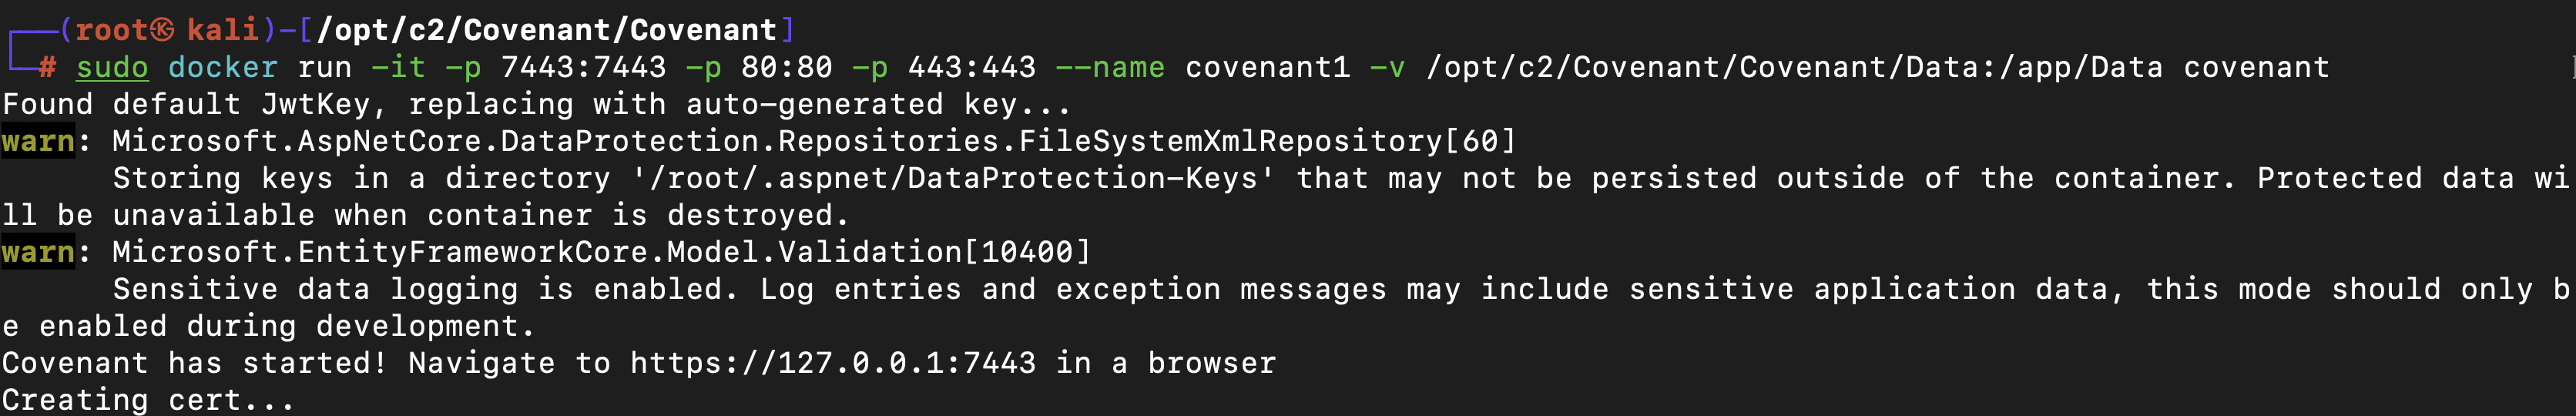 ┌──(root㉿ kali)-[/opt/c2/Covenant/Covenant]
└─# sudo docker run -it -p 7443:7443 -p 80:80 -p 443:443 --name covenant1 -v /opt/c2/Covenant/Covenant/Data:/app/Data covenant
Found default JwtKey, replacing with auto-generated key...
warn: Microsoft.AspNetCore.DataProtection.Repositories.FileSystemXmlRepository[60]
      Storing keys in a directory '/root/.aspnet/DataProtection-Keys' that may not be persisted outside of the container. Protected data wi
ll be unavailable when container is destroyed.
warn: Microsoft.EntityFrameworkCore.Model.Validation[10400]
      Sensitive data logging is enabled. Log entries and exception messages may include sensitive application data, this mode should only b
e enabled during development.
Covenant has started! Navigate to https://127.0.0.1:7443 in a browser
Creating cert...